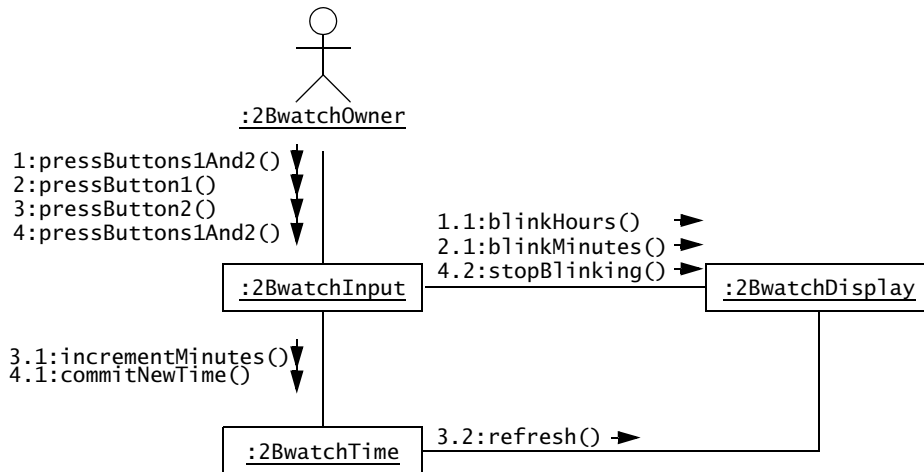 :2BwatchOwner
1:pressButtons1And2()
2:pressButton1()
3:pressButton2()
4:pressButtons1And2()
1.1:blinkHours()
2.1:blinkMinutes()
4.2:stopBlinking()
:2BwatchInput
:2BwatchDisplay
3.1:incrementMinutes()
4.1:commitNewTime()
:2BwatchTime
3.2:refresh()